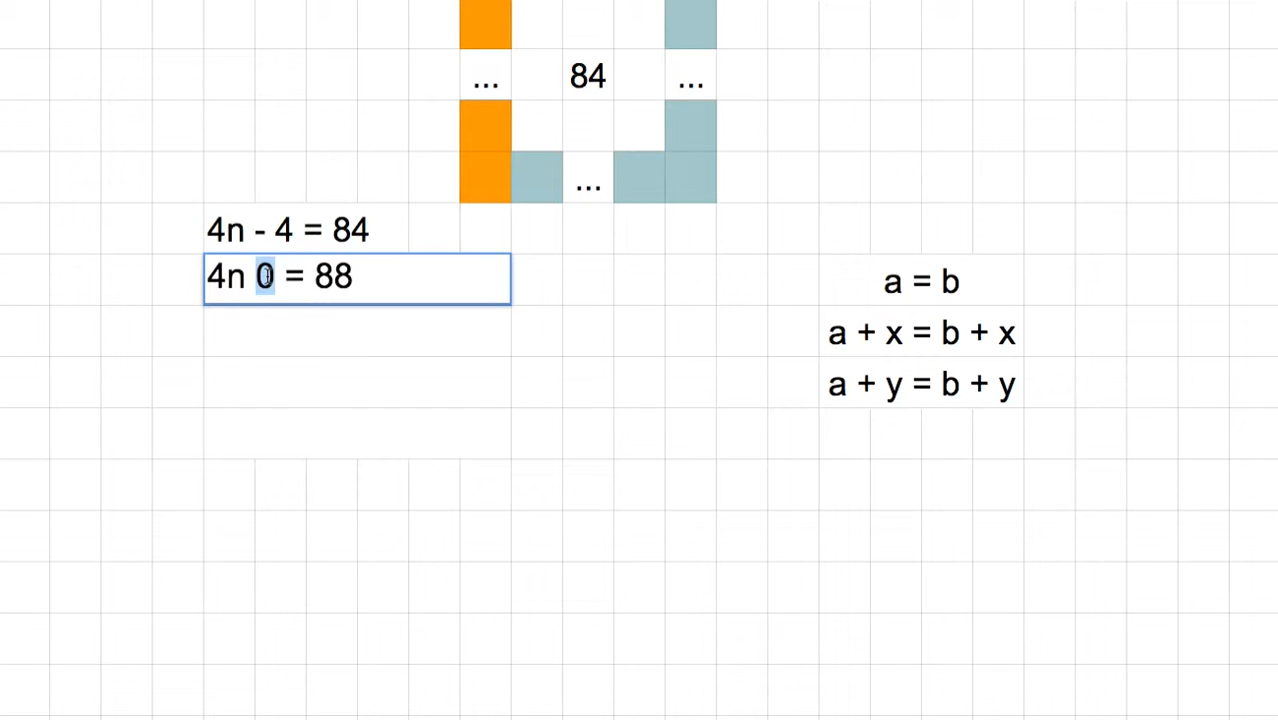 ... 84 ...
...
4n - 4 = 84
4n 0 = 88
a = b
a + x = b + x
a + y = b + y